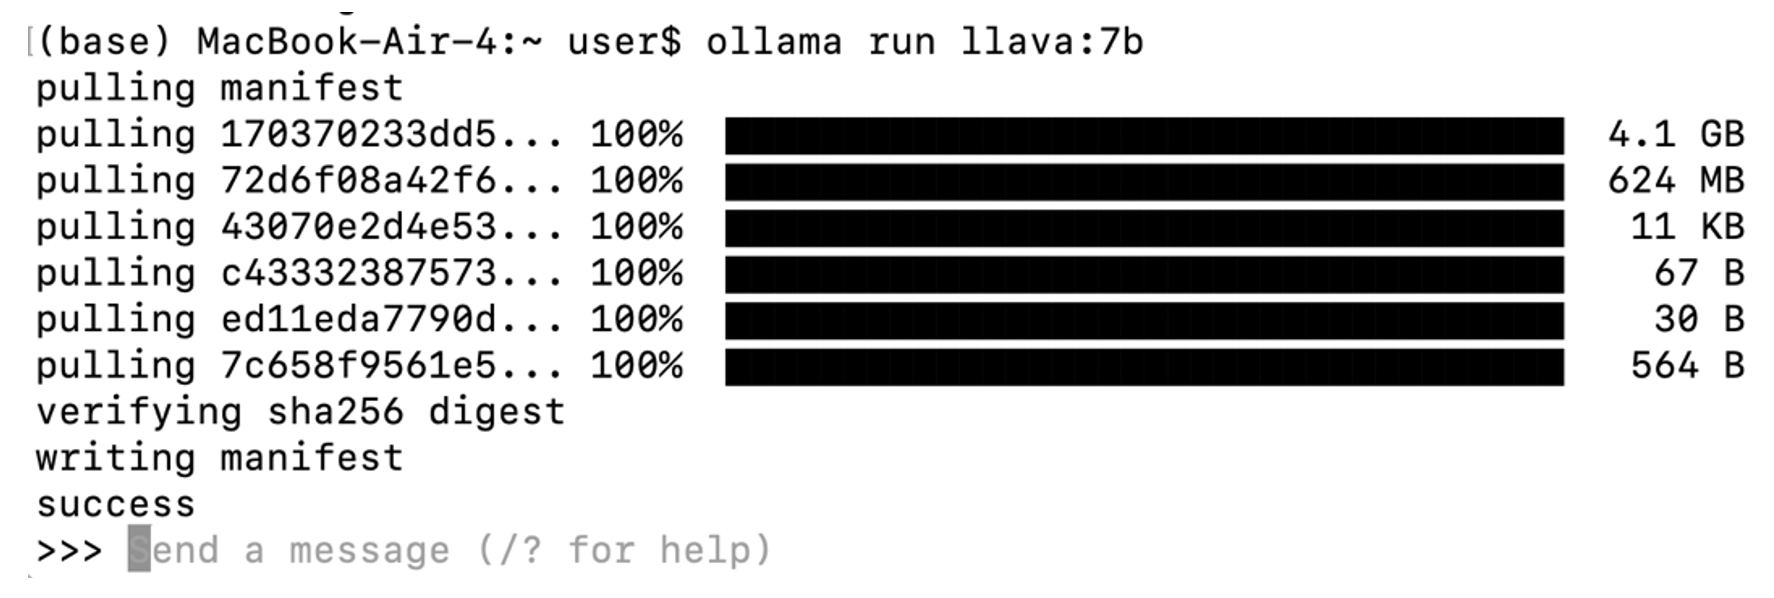 (base) MacBook-Air-4:~ user$ ollama run llava:7b
pulling manifest
pulling 170370233dd5... 100% 4.1 GB
pulling 72d6f08a42f6... 100% 624 MB
pulling 43070e2d4e53... 100% 11 KB
pulling c43332387573... 100% 67 B
pulling ed11eda7790d... 100% 30 B
pulling 7c658f9561e5... 100% 564 B
verifying sha256 digest
writing manifest
success
>>> Send a message (/? for help)